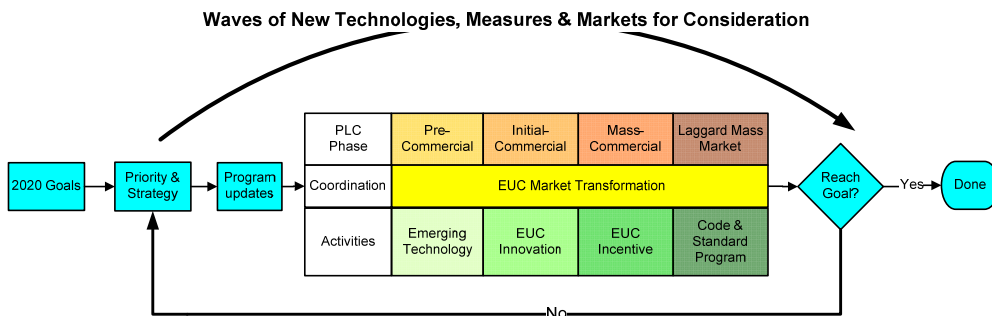 Waves of New Technologies, Measures & Markets for Consideration
2020 Goals
Priority &
Strategy
Program
updates
PLC
Phase
Pre-
Commercial
Initial-
Commercial
Mass-
Commercial
Laggard Mass
Market
Coordination
EUC Market Transformation
Activities
Emerging
Technology
EUC
Innovation
EUC
Incentive
Code &
Standard
Program
Reach
Goal?
Yes
Done
No